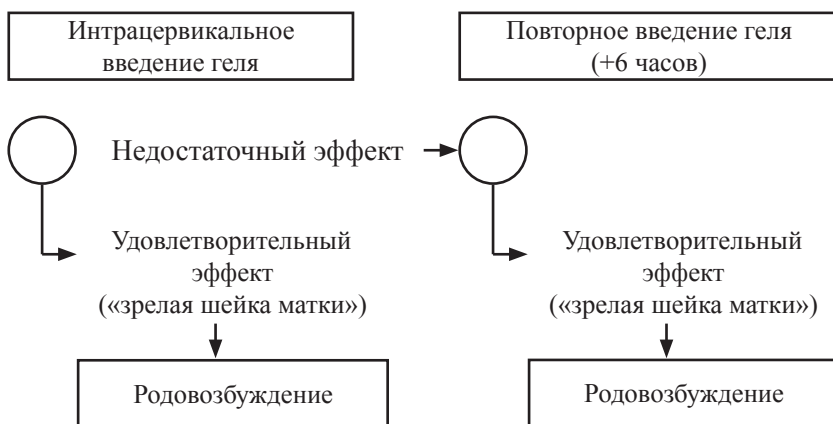 Интрацервикальное
введение геля
Повторное введение геля
(+6 часов)
Недостаточный эффект
Удовлетворительный
эффект
(«зрелая шейка матки»)
Удовлетворительный
эффект
(«зрелая шейка матки»)
Родовозбуждение
Родовозбуждение